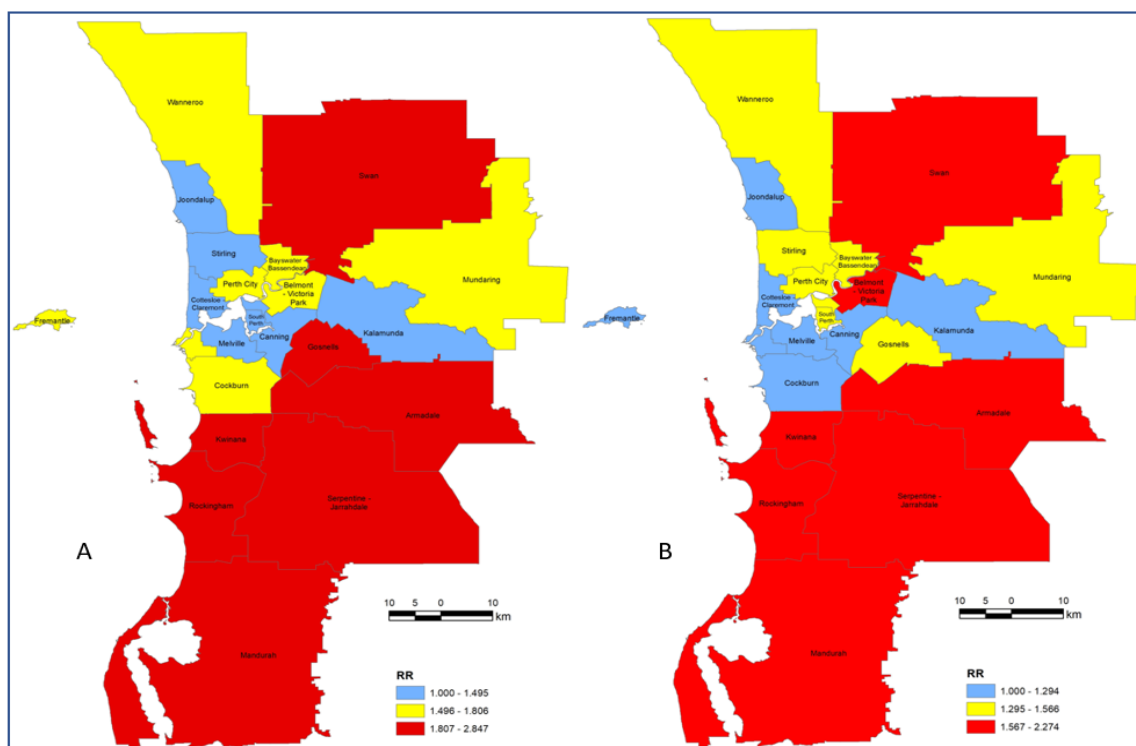 Wanneroo
Swan
Joondalup
Stirling
Bayswater
Bassendean
Mundaring
Perth City
Belmont
- Victoria
Park
Cottesloe -
Claremont
South
Perth
Fremantle
Kalamunda
Canning
Melville
Gosnells
Cockburn
Armadale
Kwinana
Serpentine -
Jarrahdale
Rockingham
A
10 5 0 10
km
Mandurah
RR
1.000 - 1.495
1.496 - 1.806
1.807 - 2.847
Wanneroo
Swan
Joondalup
Stirling
Bayswater
Bassendean
Mundaring
Perth City
Belmont
- Victoria
Park
Cottesloe -
Claremont
South
Perth
Fremantle
Kalamunda
Canning
Melville
Gosnells
Cockburn
Armadale
Kwinana
Serpentine -
Jarrahdale
Rockingham
B
10 5 0 10
km
Mandurah
RR
1.000 - 1.294
1.295 - 1.566
1.567 - 2.274